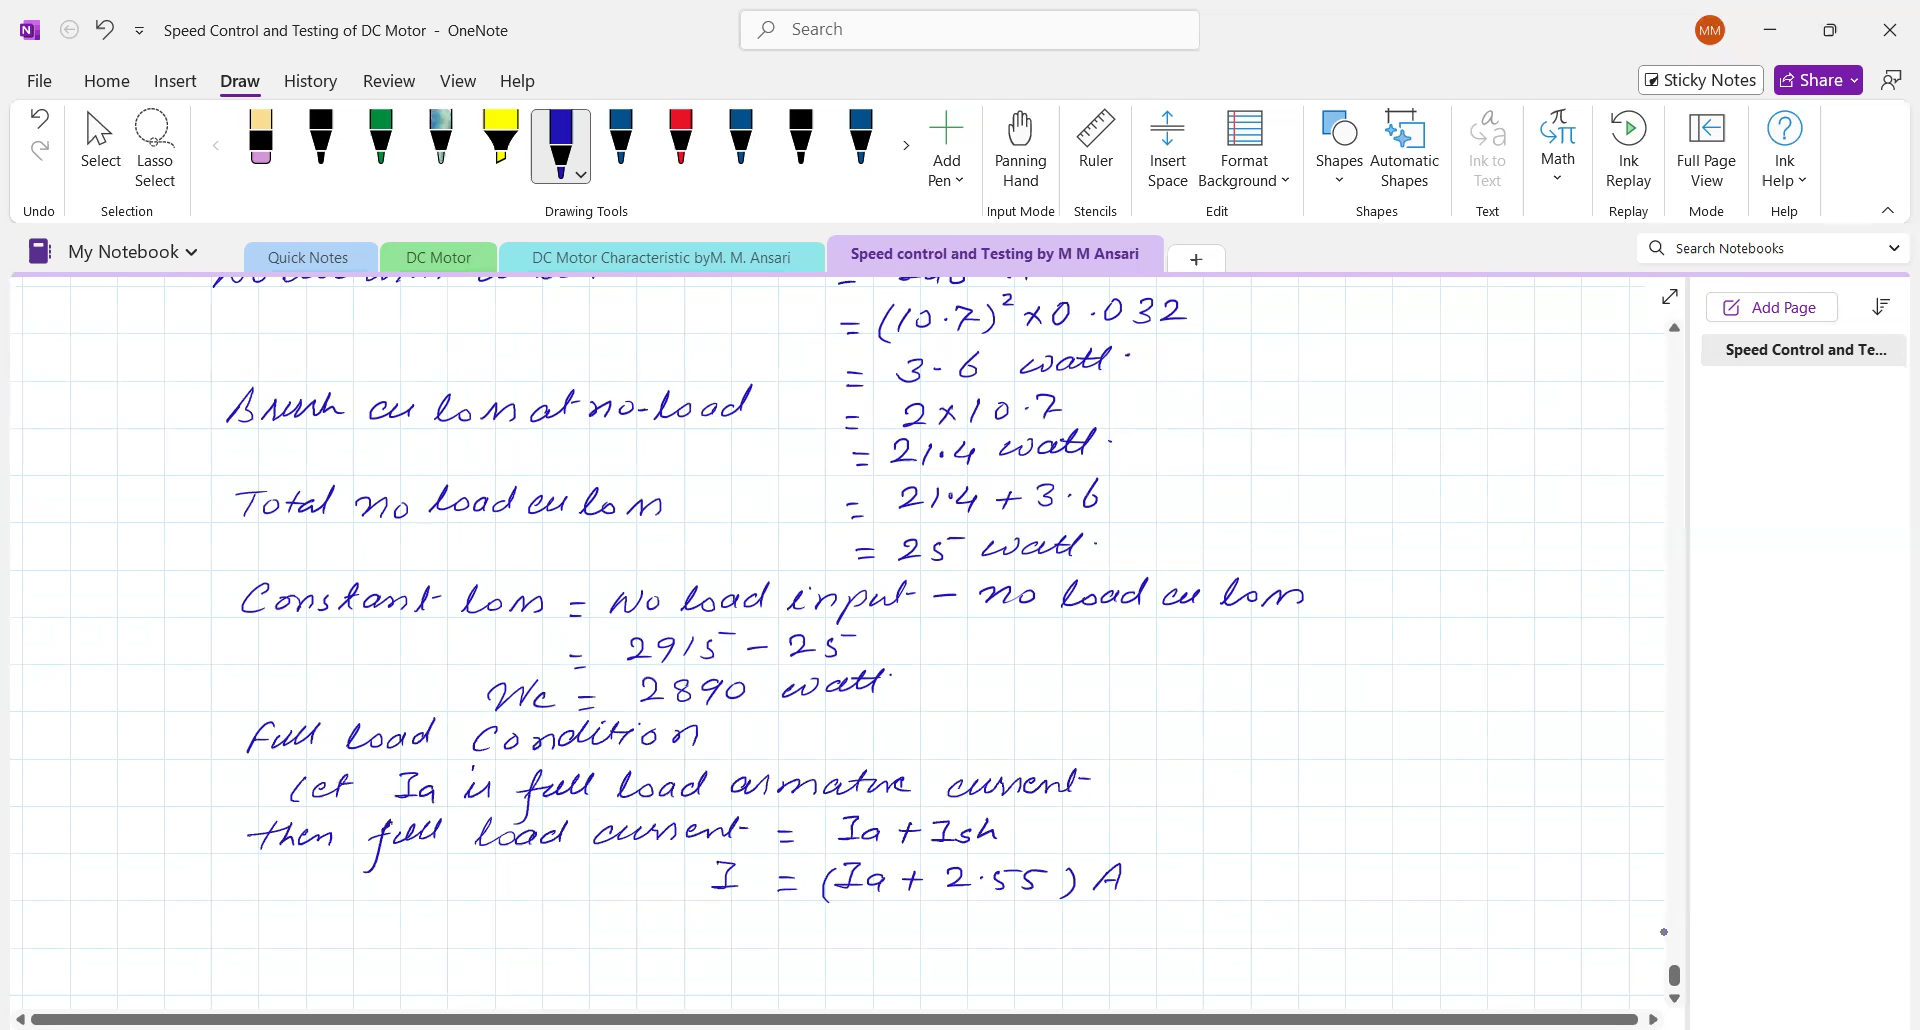 Speed Control and Testing of DC Motor - OneNote
Search
MM
File Home Insert Draw History Review View Help
Sticky Notes
Share
Select
Lasso Select
Add Pen
Panning Hand
Ruler
Insert Space
Format Background
Shapes
Automatic Shapes
Ink to Text
Math
Ink Replay
Full Page View
Ink Help
Undo
Selection
Drawing Tools
Input Mode
Stencils
Edit
Shapes
Text
Replay
Mode
Help
My Notebook
Quick Notes
DC Motor
DC Motor Characteristic byM. M. Ansari
Speed control and Testing by M M Ansari
+
Search Notebooks
Add Page
Speed Control and Te...
= (10.7)² × 0.032
= 3.6 watt.
Brush cu loss at no-load = 2 × 10.7
= 21.4 watt.
Total no load cu loss = 21.4 + 3.6
= 25 watt.
Constant loss = No load input - no load cu loss
= 2915 - 25
Wc = 2890 watt.
Full load condition
Let Ia is full load armature current
then full load current = Ia + Ish
I = (Ia + 2.55) A